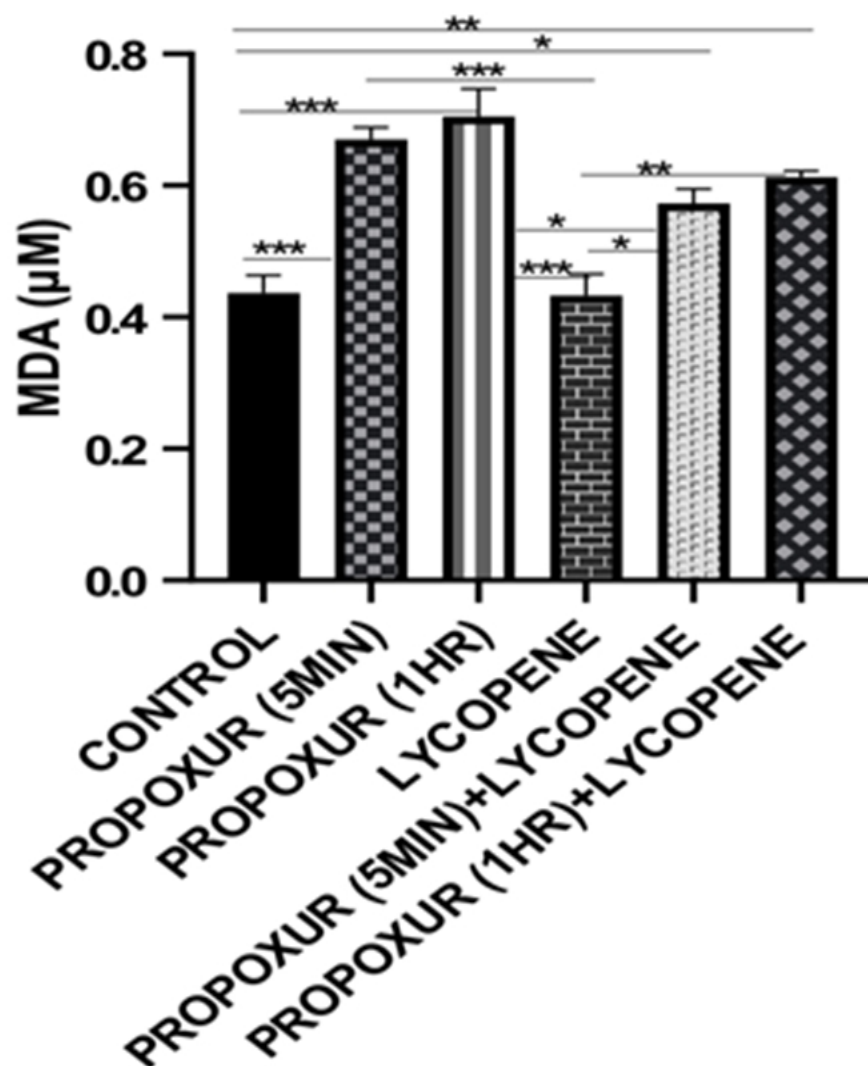 **
*
***
***
**
*
*
***
***
0.8
0.6
0.4
0.2
0.0
MDA (µM)
CONTROL
PROPOXUR (5MIN)
PROPOXUR (1HR)
LYCOPENE
PROPOXUR (5MIN)+LYCOPENE
PROPOXUR (1HR)+LYCOPENE